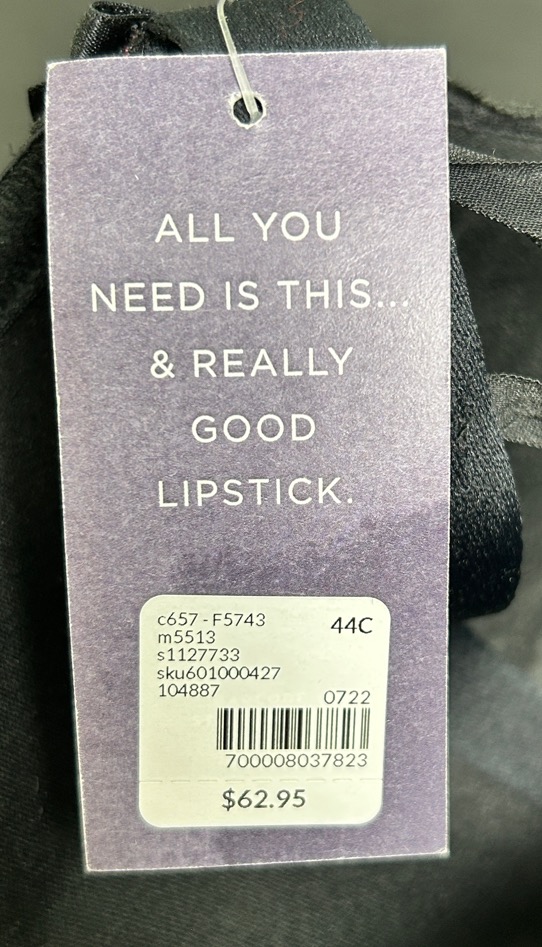 ALL YOU
NEED IS THIS...
& REALLY
GOOD
LIPSTICK.
c657 - F5743
44C
m5513
s1127733
sku601000427
104887
0722
700008037823
$62.95